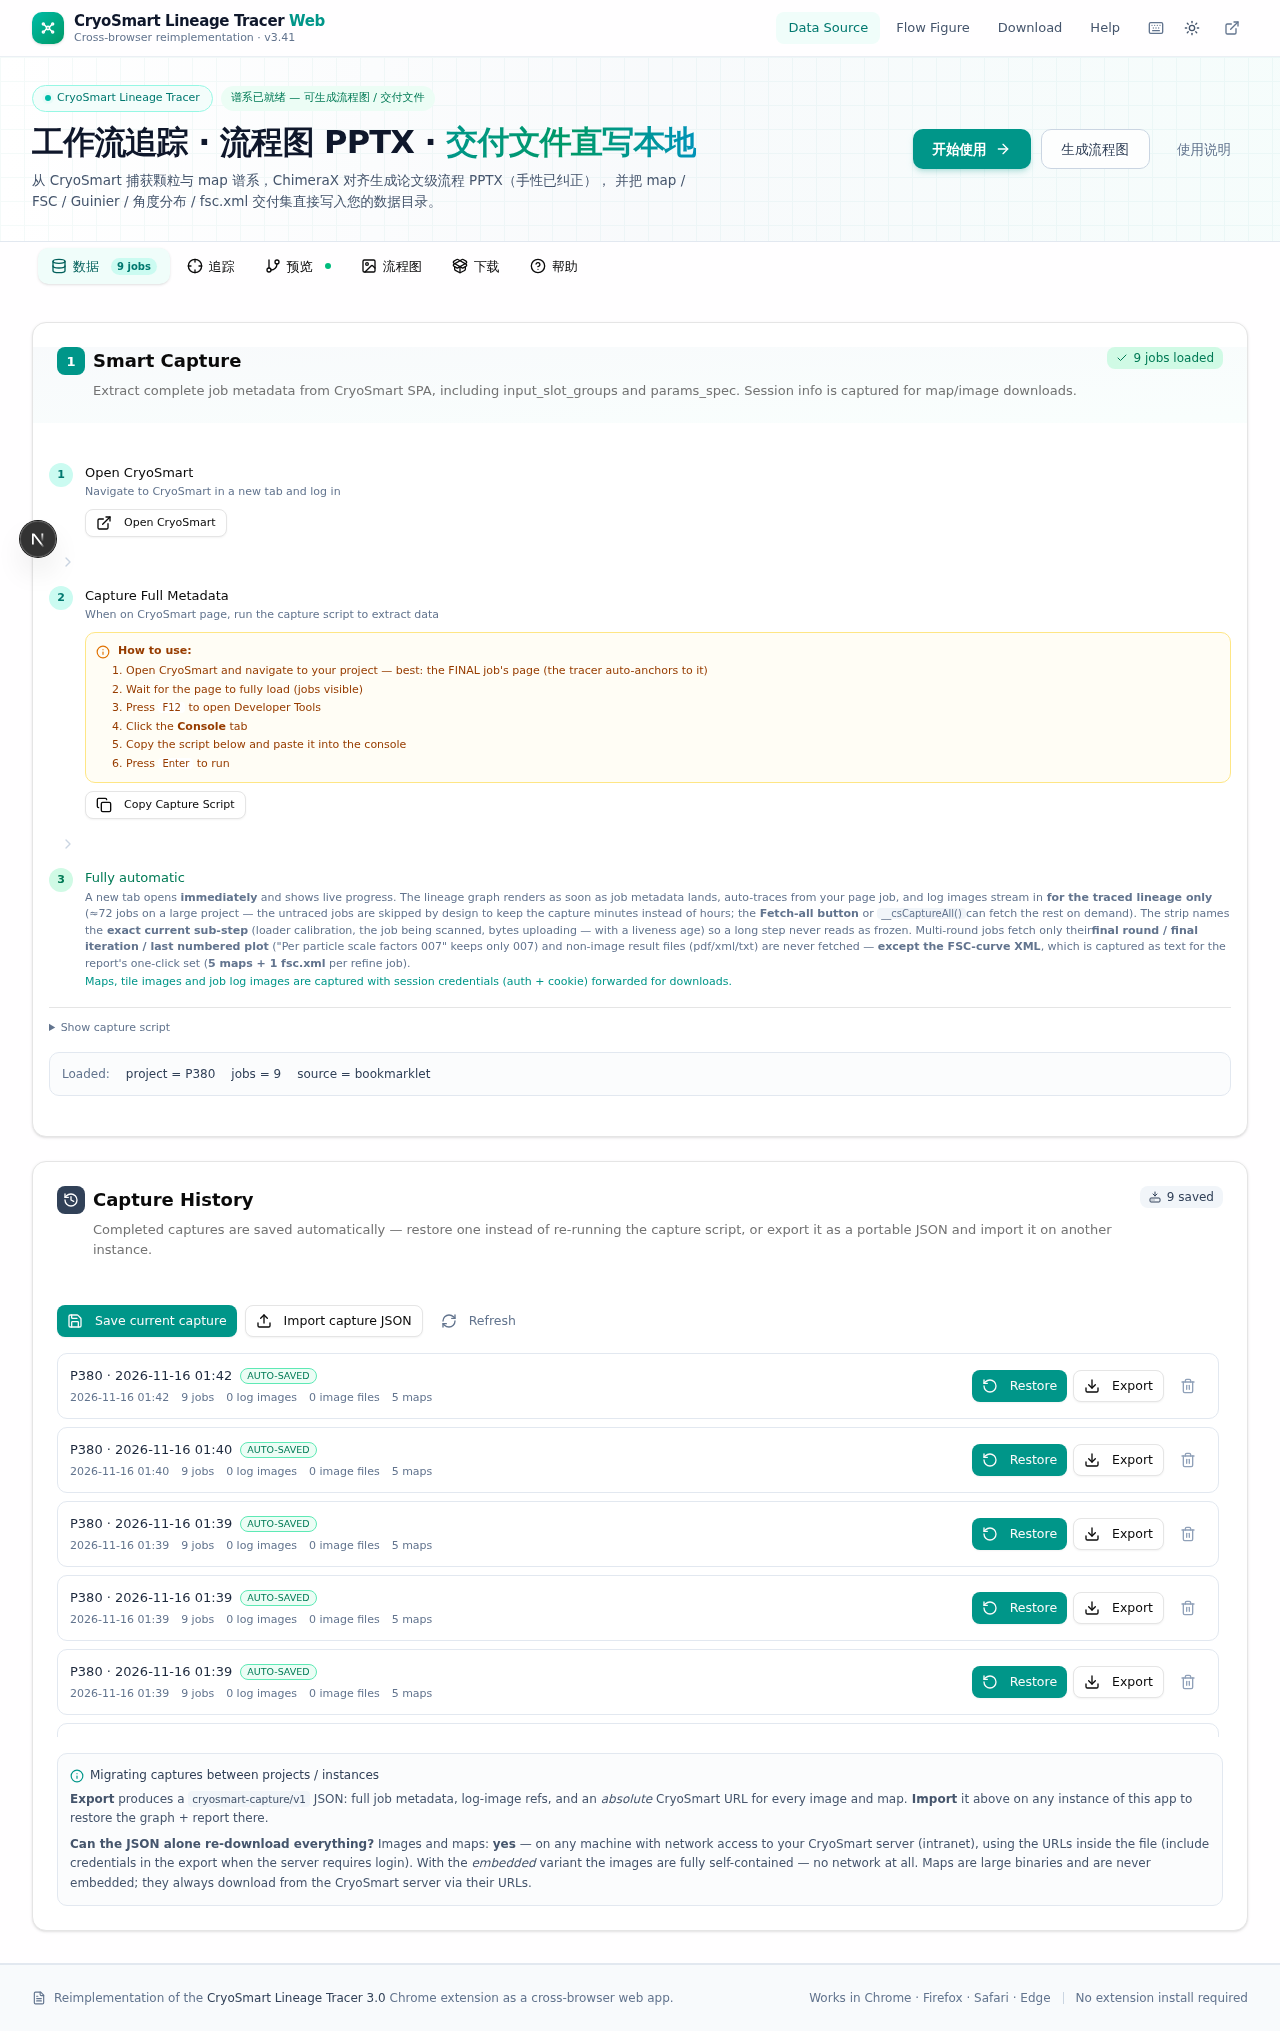 CryoSmart Lineage Tracer Web
Cross-browser reimplementation · v3.41
Data Source
Flow Figure
Download
Help
CryoSmart Lineage Tracer
谱系已就绪 — 可生成流程图 / 交付文件
工作流追踪 · 流程图 PPTX · 交付文件直写本地
从 CryoSmart 捕获颗粒与 map 谱系，ChimeraX 对齐生成论文级流程 PPTX（手性已纠正）， 并把 map /
FSC / Guinier / 角度分布 / fsc.xml 交付集直接写入您的数据目录。
开始使用
生成流程图
使用说明
数据
9 jobs
追踪
预览
流程图
下载
帮助
1
Smart Capture
9 jobs loaded
Extract complete job metadata from CryoSmart SPA, including input_slot_groups and params_spec. Session info is captured for map/image downloads.
1
Open CryoSmart
Navigate to CryoSmart in a new tab and log in
Open CryoSmart
N
2
Capture Full Metadata
When on CryoSmart page, run the capture script to extract data
How to use:
1. Open CryoSmart and navigate to your project — best: the FINAL job's page (the tracer auto-anchors to it)
2. Wait for the page to fully load (jobs visible)
3. Press F12 to open Developer Tools
4. Click the Console tab
5. Copy the script below and paste it into the console
6. Press Enter to run
Copy Capture Script
3
Fully automatic
A new tab opens immediately and shows live progress. The lineage graph renders as soon as job metadata lands, auto-traces from your page job, and log images stream in for the traced lineage only
(≈72 jobs on a large project — the untraced jobs are skipped by design to keep the capture minutes instead of hours; the Fetch-all button or __csCaptureAll() can fetch the rest on demand). The strip names
the exact current sub-step (loader calibration, the job being scanned, bytes uploading — with a liveness age) so a long step never reads as frozen. Multi-round jobs fetch only theirfinal round / final
iteration / last numbered plot ("Per particle scale factors 007" keeps only 007) and non-image result files (pdf/xml/txt) are never fetched — except the FSC-curve XML, which is captured as text for the
report's one-click set (5 maps + 1 fsc.xml per refine job).
Maps, tile images and job log images are captured with session credentials (auth + cookie) forwarded for downloads.
Show capture script
Loaded: project = P380 jobs = 9 source = bookmarklet
Capture History
9 saved
Completed captures are saved automatically — restore one instead of re-running the capture script, or export it as a portable JSON and import it on another
instance.
Save current capture
Import capture JSON
Refresh
P380 · 2026-11-16 01:42 AUTO-SAVED
2026-11-16 01:42 9 jobs 0 log images 0 image files 5 maps
Restore
Export
P380 · 2026-11-16 01:40 AUTO-SAVED
2026-11-16 01:40 9 jobs 0 log images 0 image files 5 maps
Restore
Export
P380 · 2026-11-16 01:39 AUTO-SAVED
2026-11-16 01:39 9 jobs 0 log images 0 image files 5 maps
Restore
Export
P380 · 2026-11-16 01:39 AUTO-SAVED
2026-11-16 01:39 9 jobs 0 log images 0 image files 5 maps
Restore
Export
P380 · 2026-11-16 01:39 AUTO-SAVED
2026-11-16 01:39 9 jobs 0 log images 0 image files 5 maps
Restore
Export
Migrating captures between projects / instances
Export produces a cryosmart-capture/v1 JSON: full job metadata, log-image refs, and an absolute CryoSmart URL for every image and map. Import it above on any instance of this app to
restore the graph + report there.
Can the JSON alone re-download everything? Images and maps: yes — on any machine with network access to your CryoSmart server (intranet), using the URLs inside the file (include
credentials in the export when the server requires login). With the embedded variant the images are fully self-contained — no network at all. Maps are large binaries and are never
embedded; they always download from the CryoSmart server via their URLs.
Reimplementation of the CryoSmart Lineage Tracer 3.0 Chrome extension as a cross-browser web app.
Works in Chrome · Firefox · Safari · Edge
No extension install required